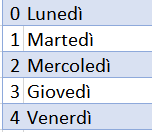 0 Lunedì
1 Martedì
2 Mercoledì
3 Giovedì
4 Venerdì